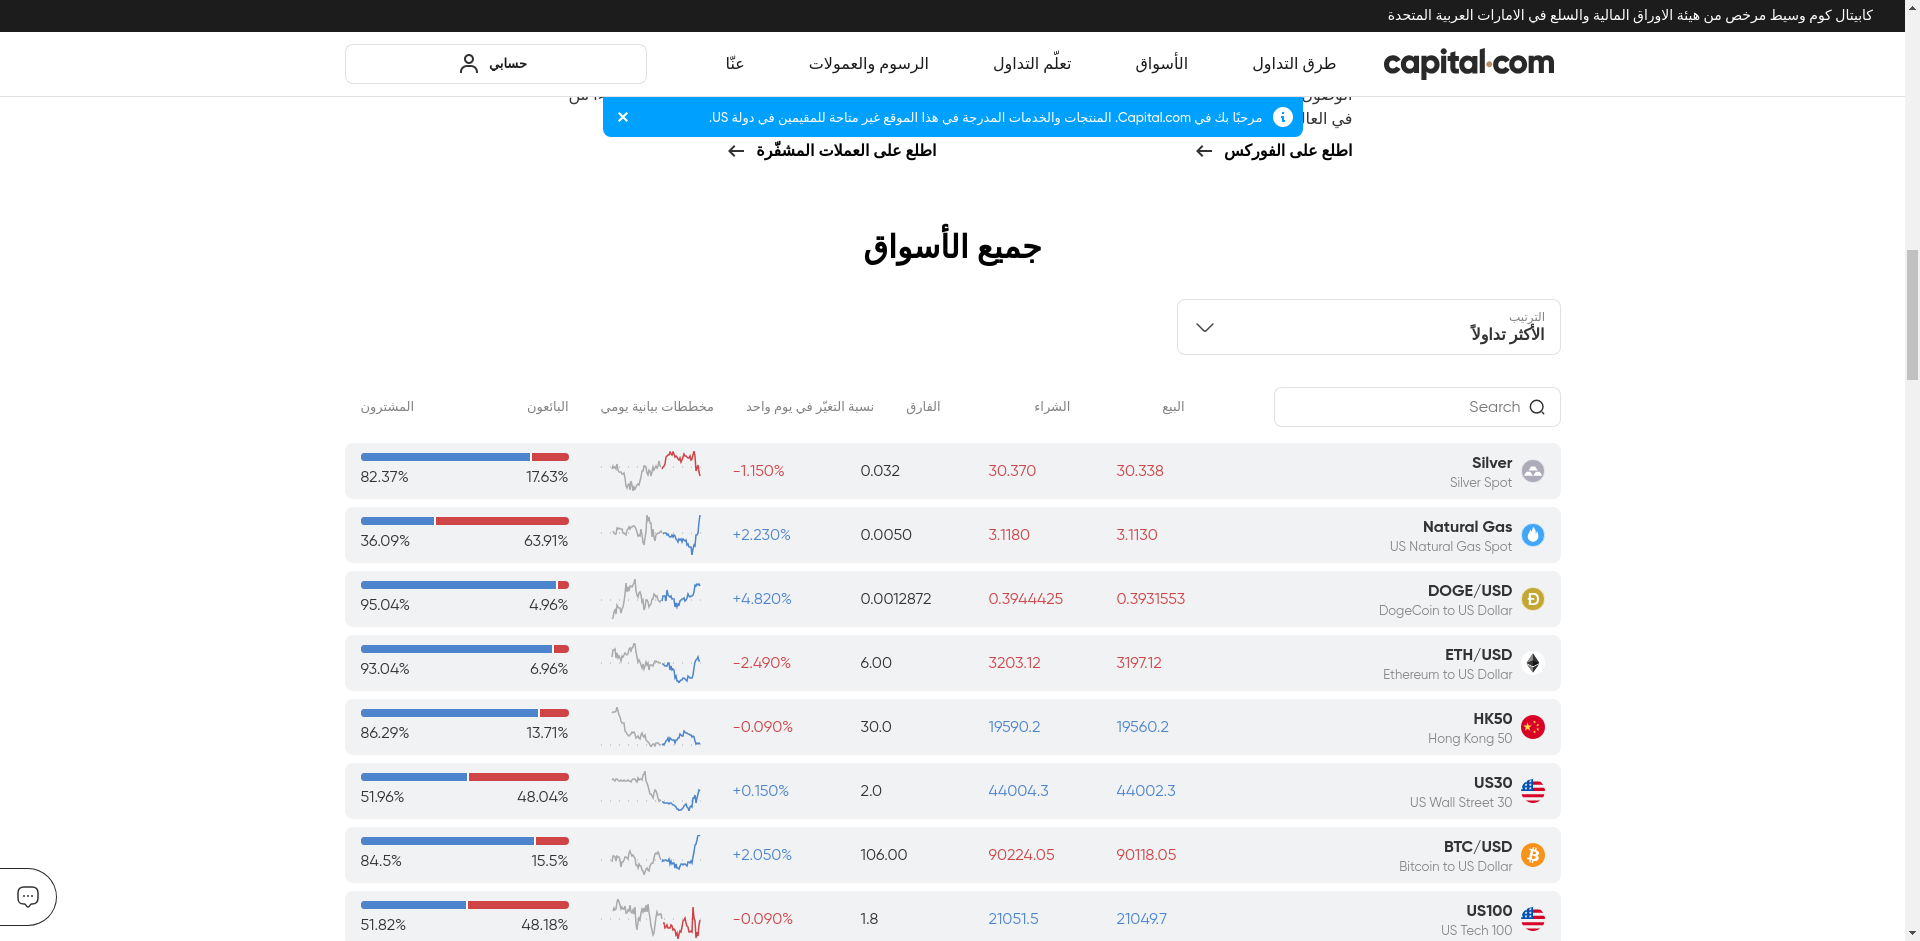 كابيتال كوم وسيط مرخص من هيئة الاوراق المالية والسلع في الامارات العربية المتحدة
capital.com
طرق التداول
الأسواق
تعلّم التداول
الرسوم والعمولات
عنّا
حسابي
مرحبًا بك في Capital.com. المنتجات والخدمات المدرجة في هذا الموقع غير متاحة للمقيمين في دولة US.
اطلع على الفوركس
اطلع على العملات المشفّرة
جميع الأسواق
الترتيب
الأكثر تداولاً
Search
البيع
الشراء
الفارق
نسبة التغيّر في يوم واحد
مخططات بيانية يومي
البائعون
المشترون
Silver
Silver Spot
30.338
30.370
0.032
-1.150%
17.63%
82.37%
Natural Gas
US Natural Gas Spot
3.1130
3.1180
0.0050
+2.230%
63.91%
36.09%
DOGE/USD
DogeCoin to US Dollar
0.3931553
0.3944425
0.0012872
+4.820%
4.96%
95.04%
ETH/USD
Ethereum to US Dollar
3197.12
3203.12
6.00
-2.490%
6.96%
93.04%
HK50
Hong Kong 50
19560.2
19590.2
30.0
-0.090%
13.71%
86.29%
US30
US Wall Street 30
44002.3
44004.3
2.0
+0.150%
48.04%
51.96%
BTC/USD
Bitcoin to US Dollar
90118.05
90224.05
106.00
+2.050%
15.5%
84.5%
US100
US Tech 100
21049.7
21051.5
1.8
-0.090%
48.18%
51.82%